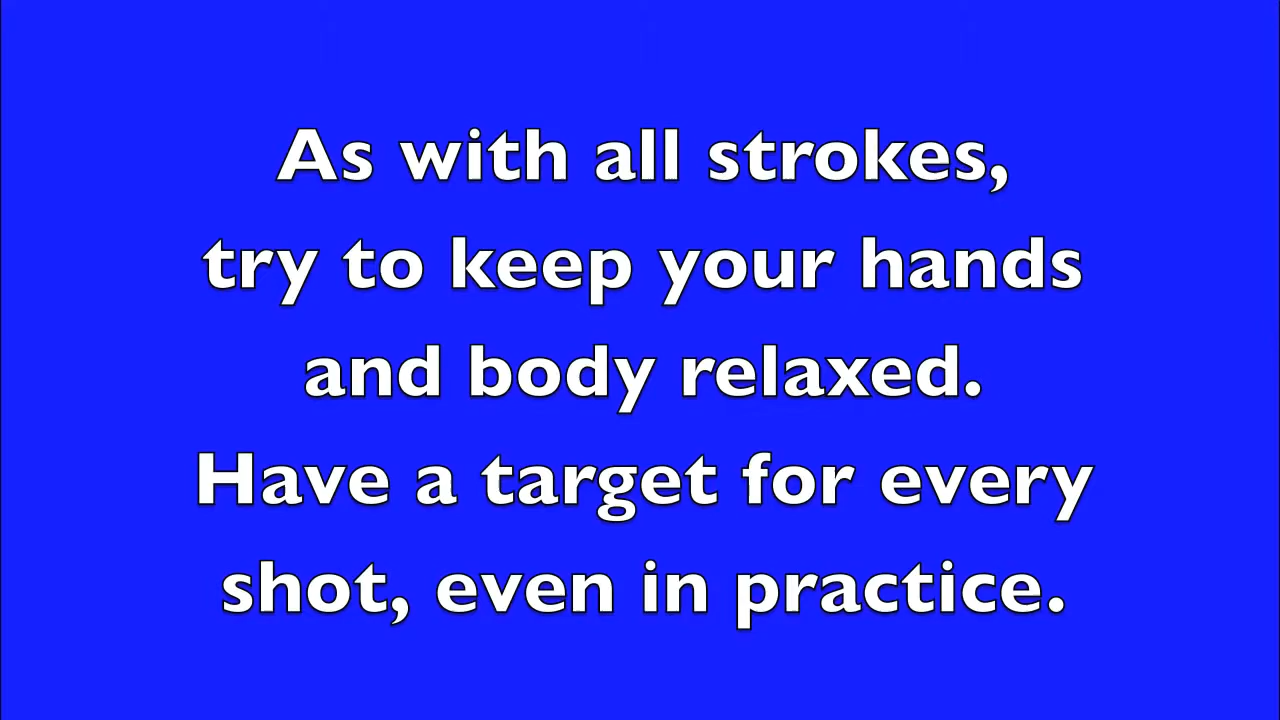 As with all strokes,
try to keep your hands
and body relaxed.
Have a target for every
shot, even in practice.